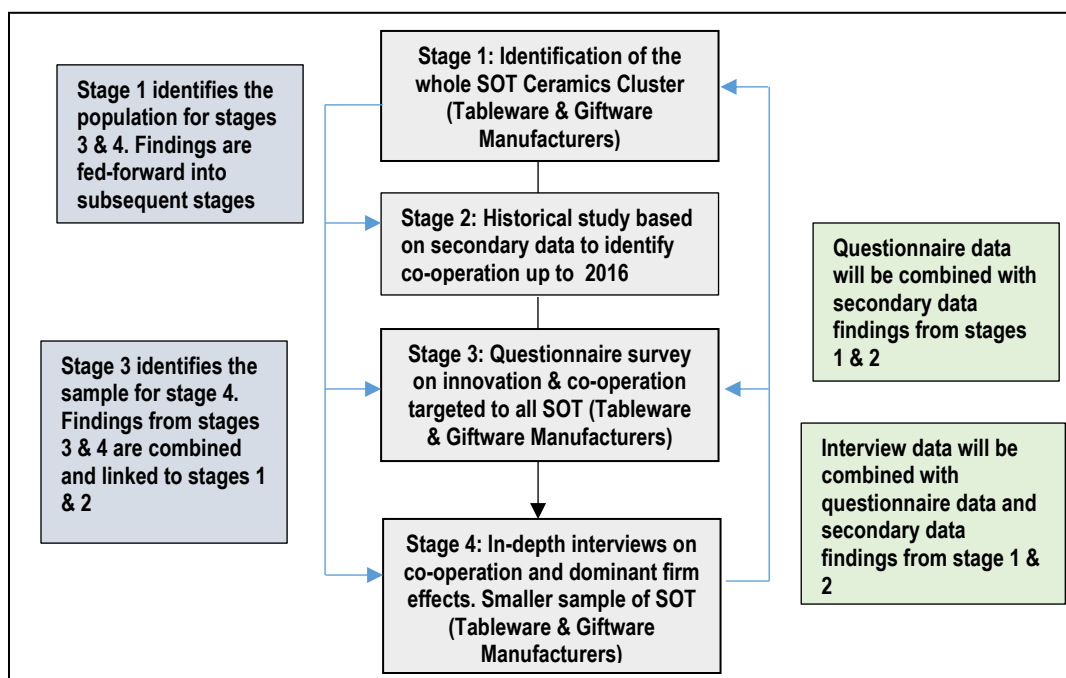 Stage 1: Identification of the
whole SOT Ceramics Cluster
(Tableware & Giftware
Manufacturers)
Stage 1 identifies the
population for stages
3 & 4. Findings are
fed-forward into
subsequent stages
Stage 2: Historical study based
on secondary data to identify
co-operation up to 2016
Questionnaire data
will be combined with
secondary data
findings from stages
1 & 2
Stage 3: Questionnaire survey
on innovation & co-operation
targeted to all SOT (Tableware
& Giftware Manufacturers)
Stage 3 identifies the
sample for stage 4.
Findings from stages
3 & 4 are combined
and linked to stages 1
& 2
Interview data will be
combined with
questionnaire data and
secondary data
findings from stage 1 &
2
Stage 4: In-depth interviews on
co-operation and dominant firm
effects. Smaller sample of SOT
(Tableware & Giftware
Manufacturers)